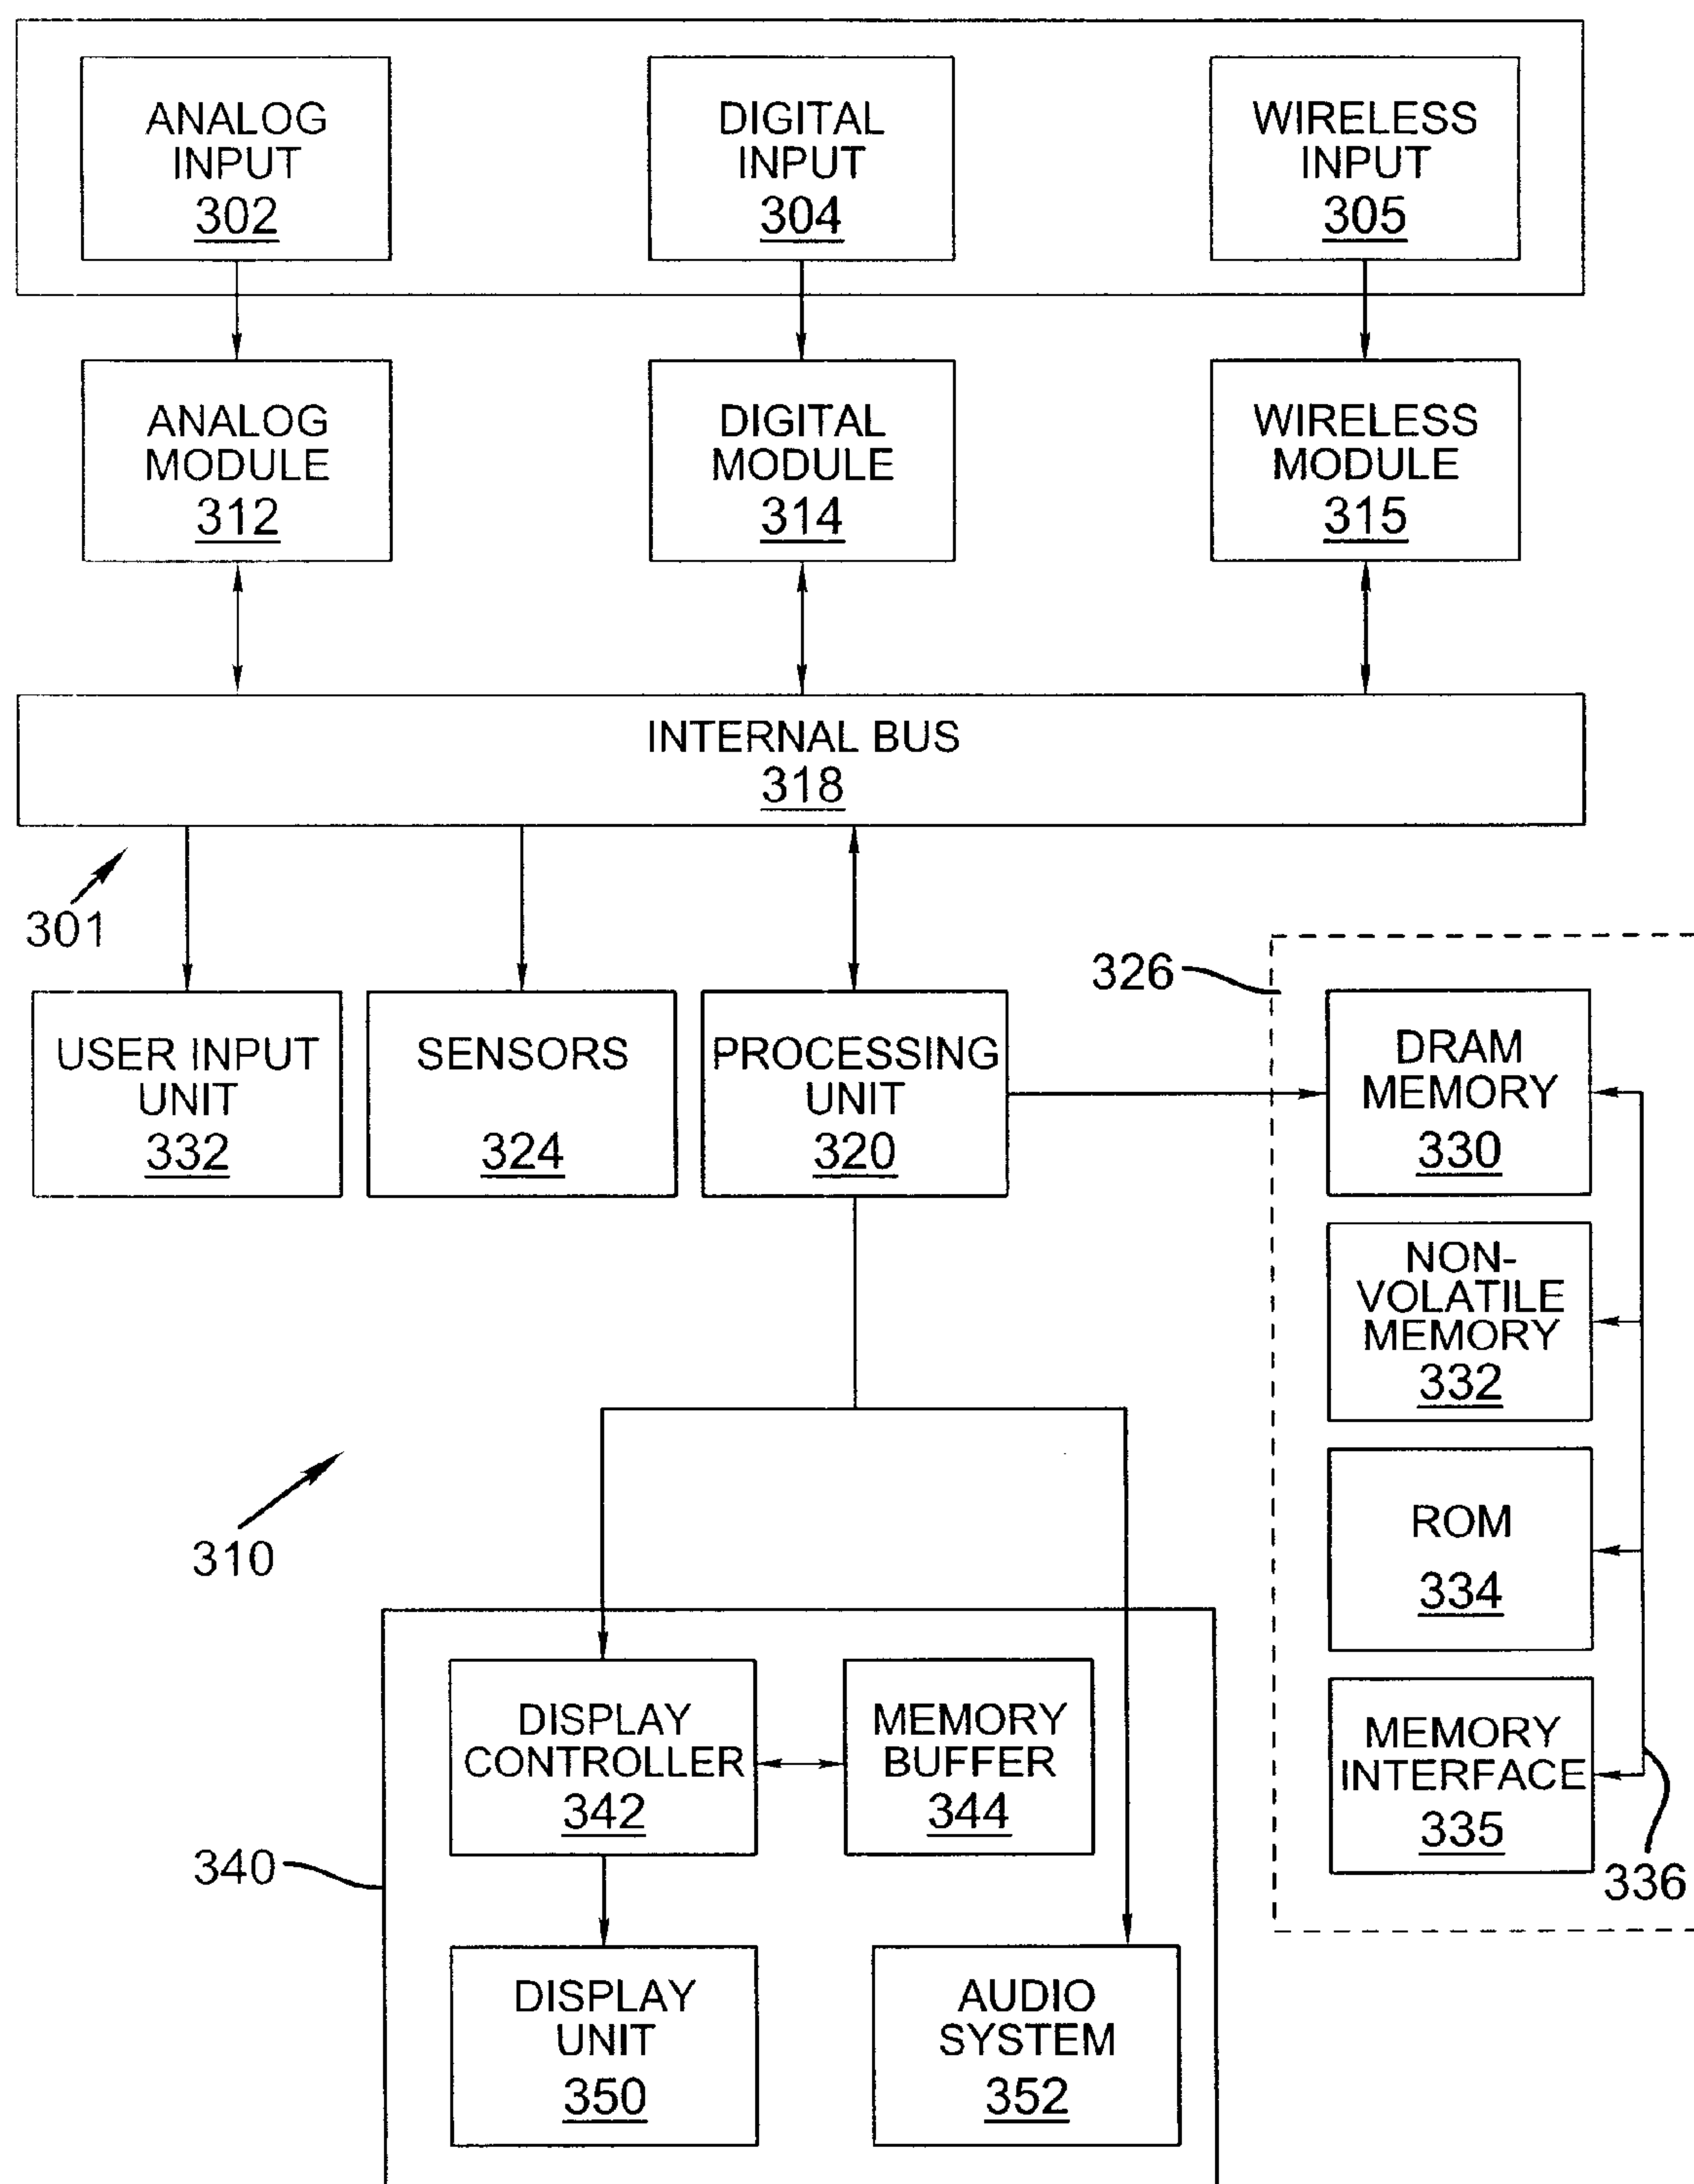 ANALOG
INPUT
302
DIGITAL
INPUT
304
WIRELESS
INPUT
305
ANALOG
MODULE
312
DIGITAL
MODULE
314
WIRELESS
MODULE
315
INTERNAL BUS
318
301
USER INPUT
UNIT
332
SENSORS
324
PROCESSING
UNIT
320
326
DRAM
MEMORY
330
NON-
VOLATILE
MEMORY
332
ROM
334
MEMORY
INTERFACE
335
336
310
340
DISPLAY
CONTROLLER
342
MEMORY
BUFFER
344
DISPLAY
UNIT
350
AUDIO
SYSTEM
352